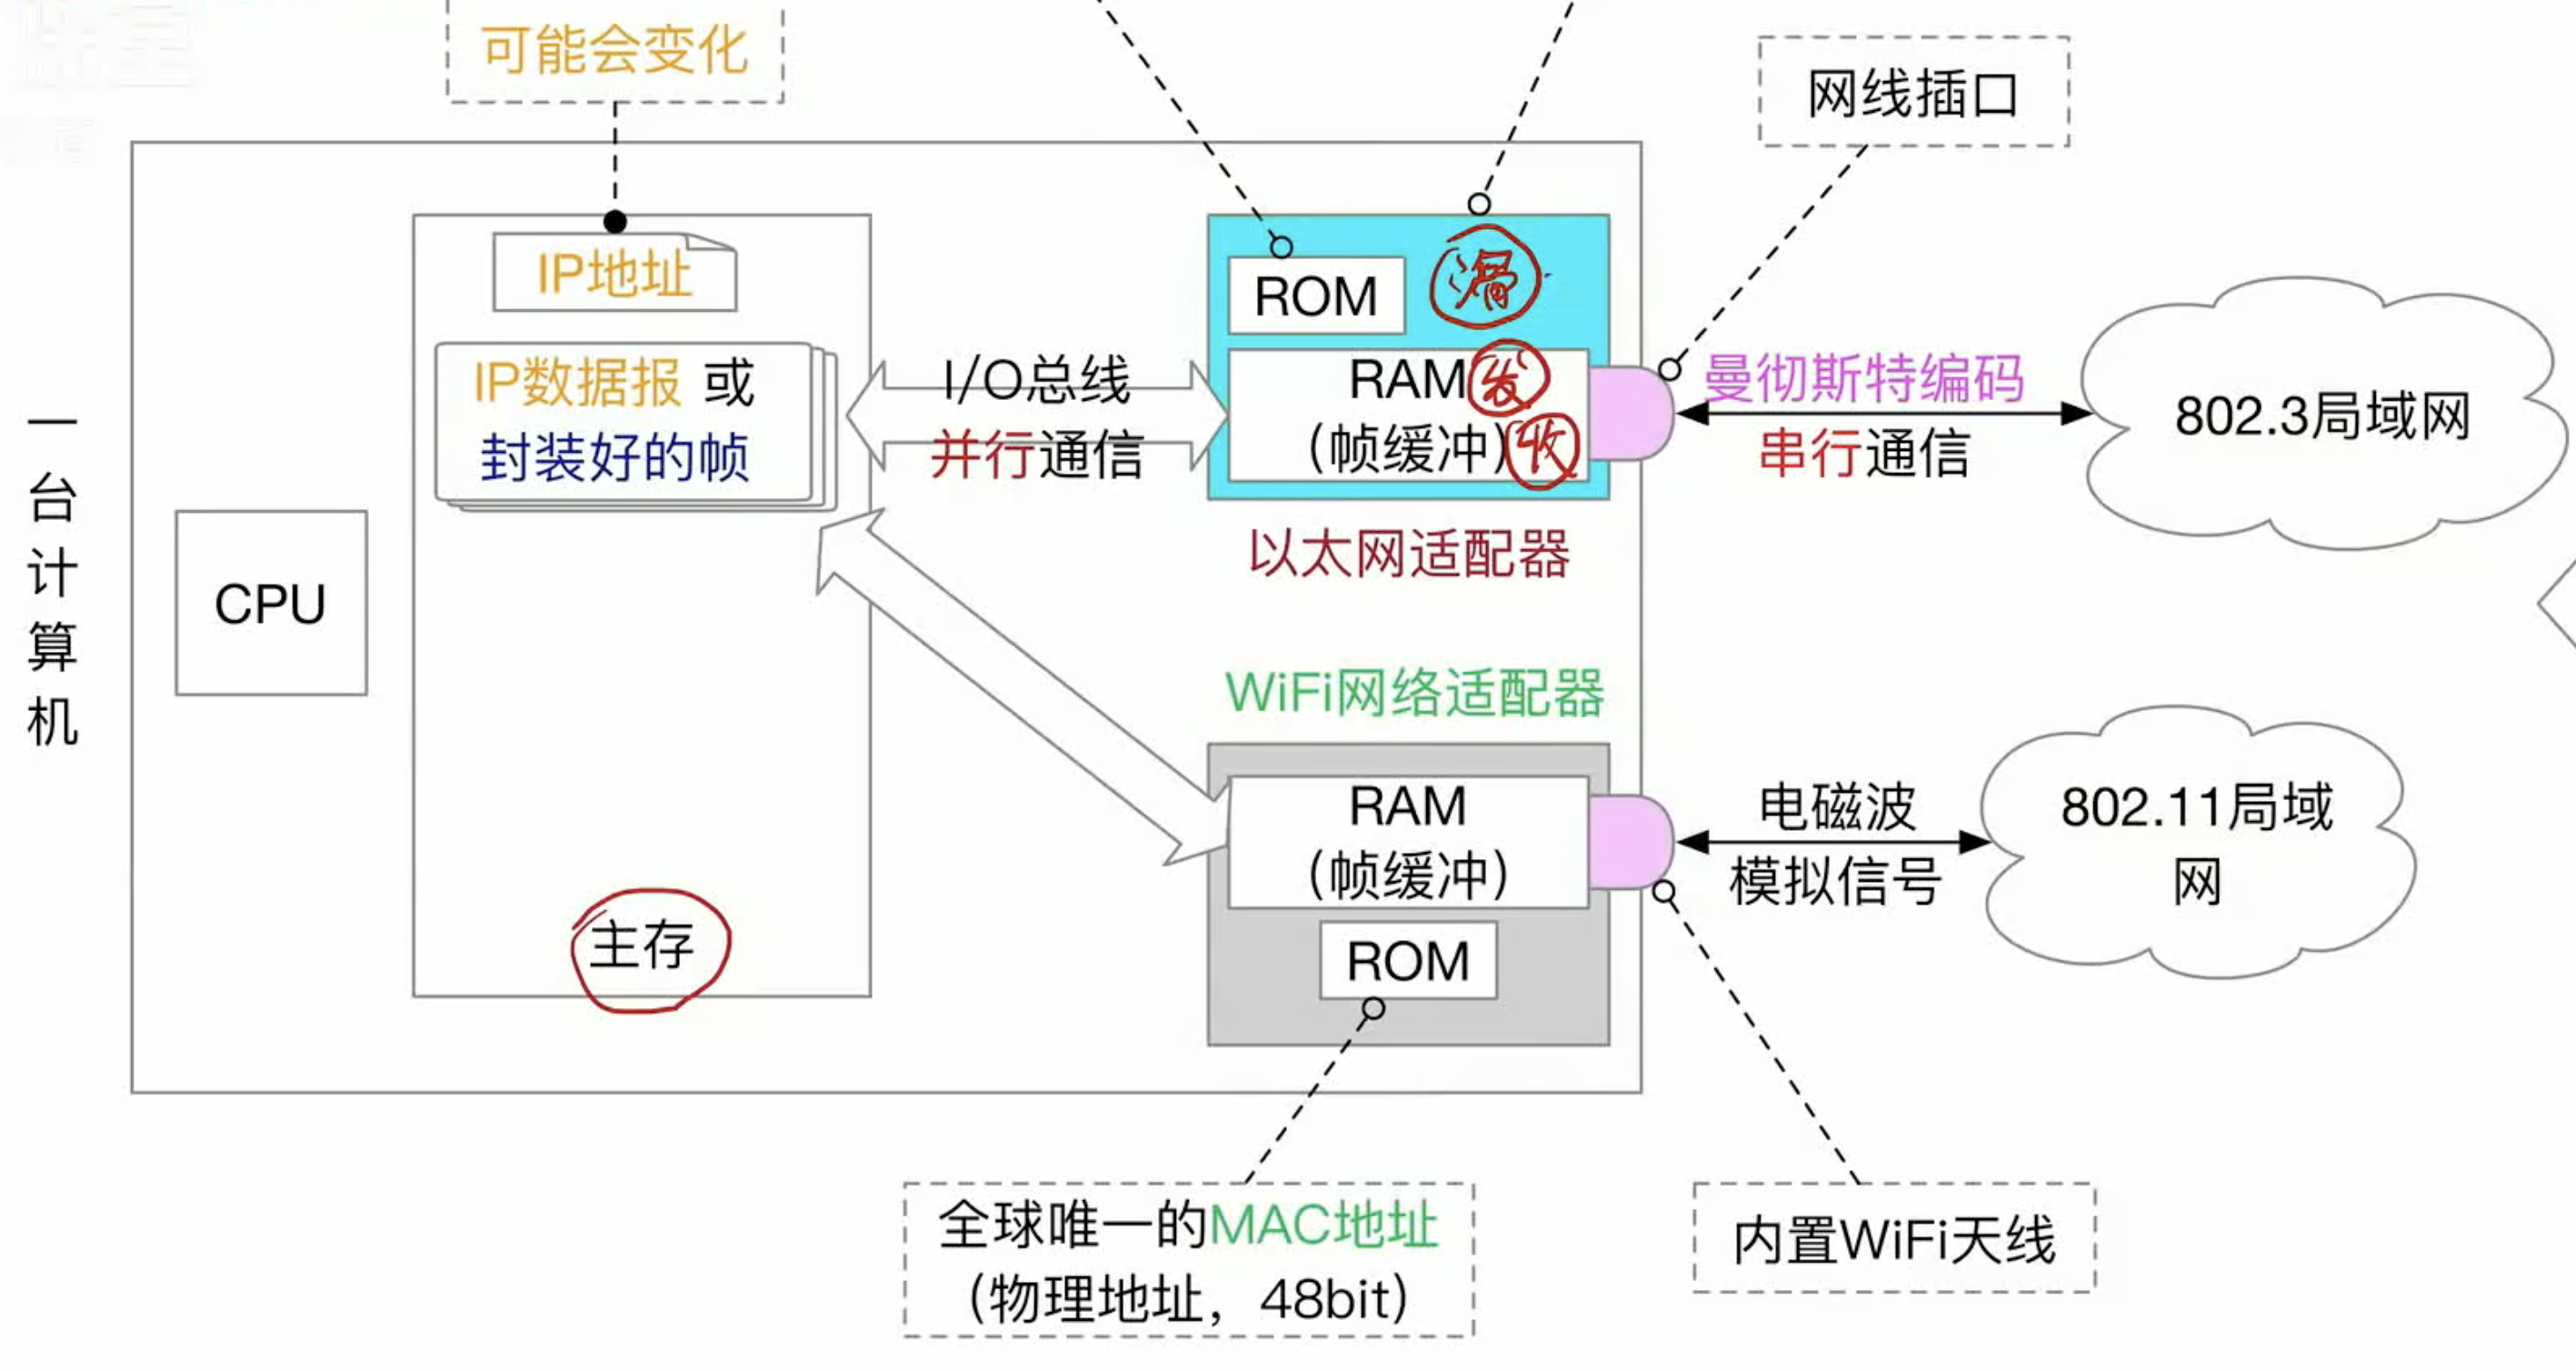 可能会变化
网线插口
一台计算机
CPU
IP地址
IP数据报 或
封装好的帧
主存
I/O总线
并行通信
ROM
滑
RAM
发
(帧缓冲)
收
以太网适配器
曼彻斯特编码
串行通信
802.3局域网
WiFi网络适配器
RAM
(帧缓冲)
ROM
电磁波
模拟信号
802.11局域
网
全球唯一的MAC地址
(物理地址，48bit)
内置WiFi天线